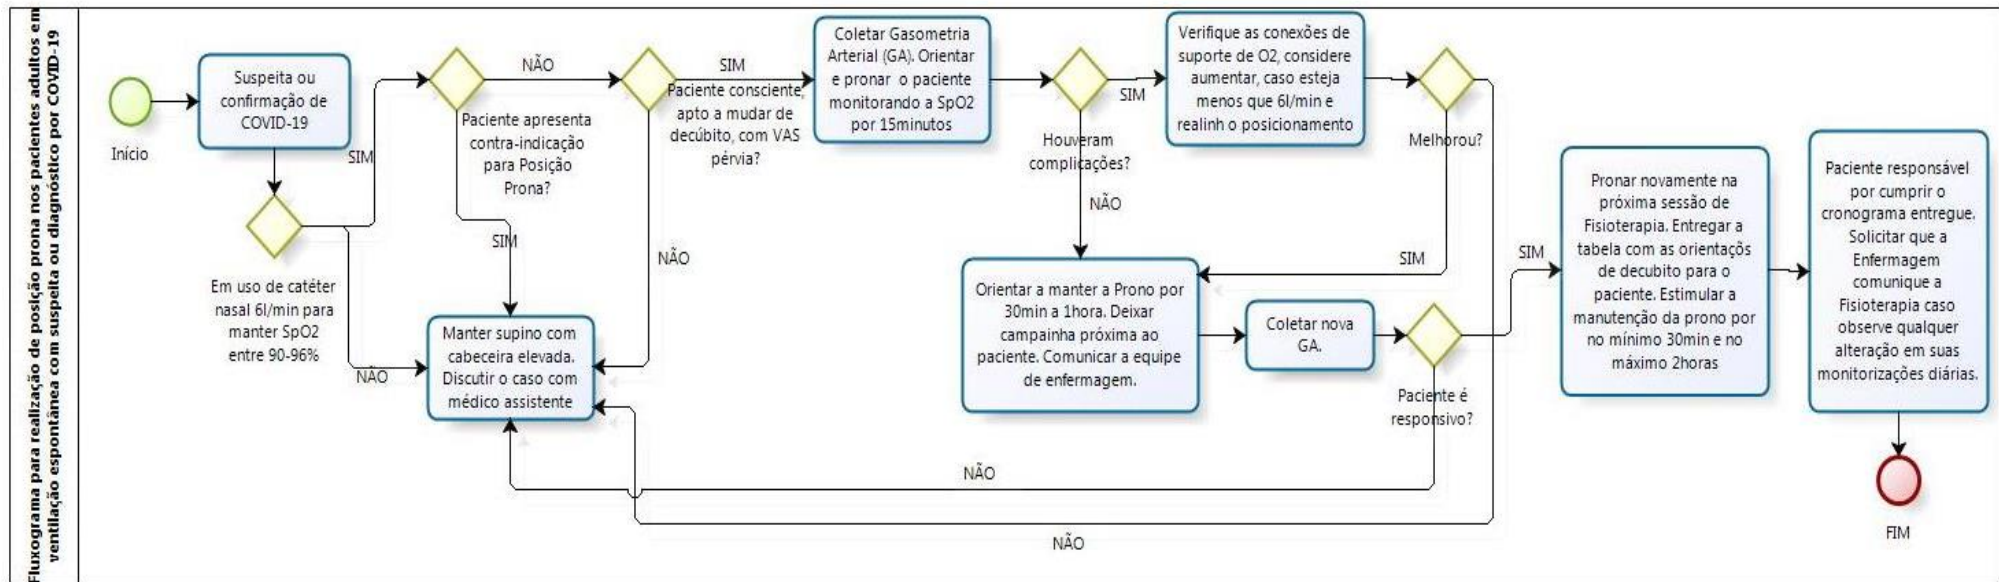 Fluxograma para realização de posição prona nos pacientes adultos em
ventilação espontânea com suspeita ou diagnóstico por COVID-19
Início
Suspeita ou
confirmação de
COVID-19
Em uso de catéter
nasal 6l/min para
manter SpO2
entre 90-96%
SIM
NÃO
Paciente apresenta
contra-indicação
para Posição
Prona?
NÃO
SIM
Paciente consciente,
apto a mudar de
decúbito, com VAS
pérvia?
SIM
NÃO
Manter supino com
cabeceira elevada.
Discutir o caso com
médico assistente
Coletar Gasometria
Arterial (GA). Orientar
e pronar o paciente
monitorando a SpO2
por 15minutos
Houveram
complicações?
SIM
NÃO
Verifique as conexões de
suporte de O2, considere
aumentar, caso esteja
menos que 6l/min e
realinh o posicionamento
Melhorou?
SIM
NÃO
Orientar a manter a Prono por
30min a 1hora. Deixar
campainha próxima ao
paciente. Comunicar a equipe
de enfermagem.
Coletar nova
GA.
Paciente é
responsivo?
SIM
NÃO
Pronar novamente na
próxima sessão de
Fisioterapia. Entregar a
tabela com as orientaçõs
de decubito para o
paciente. Estimular a
manutenção da prono por
no mínimo 30min e no
máximo 2horas
Paciente responsável
por cumprir o
cronograma entregue.
Solicitar que a
Enfermagem
comunique a
Fisioterapia caso
observe qualquer
alteração em suas
monitorizações diárias.
FIM